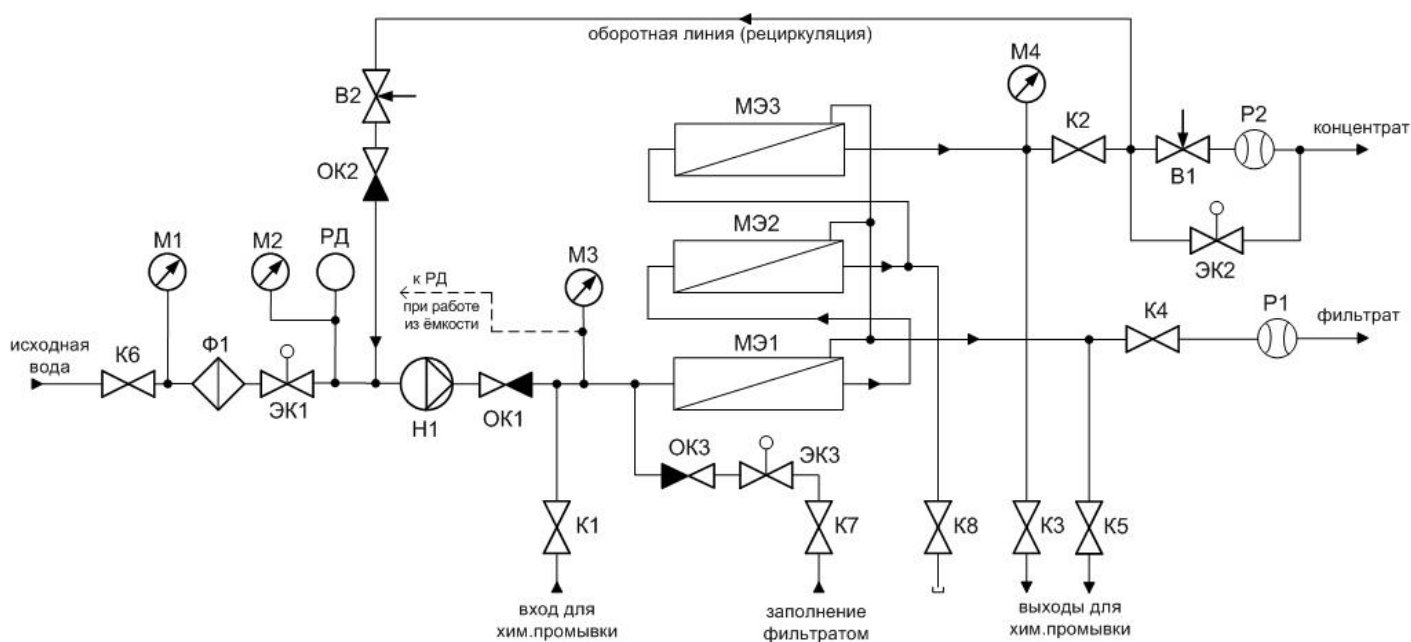 оборотная линия (рециркуляция)
М4
В2
МЭ3
К2
Р2
концентрат
ОК2
В1
М1
М2
РД
МЭ2
ЭК2
М3
к РД
при работе
из ёмкости
К4
Р1
фильтрат
исходная
вода
К6
Ф1
МЭ1
ЭК1
Н1
ОК1
ОК3
ЭК3
К1
К7
К8
К3
К5
вход для
хим.промывки
заполнение
фильтратом
выходы для
хим.промывки